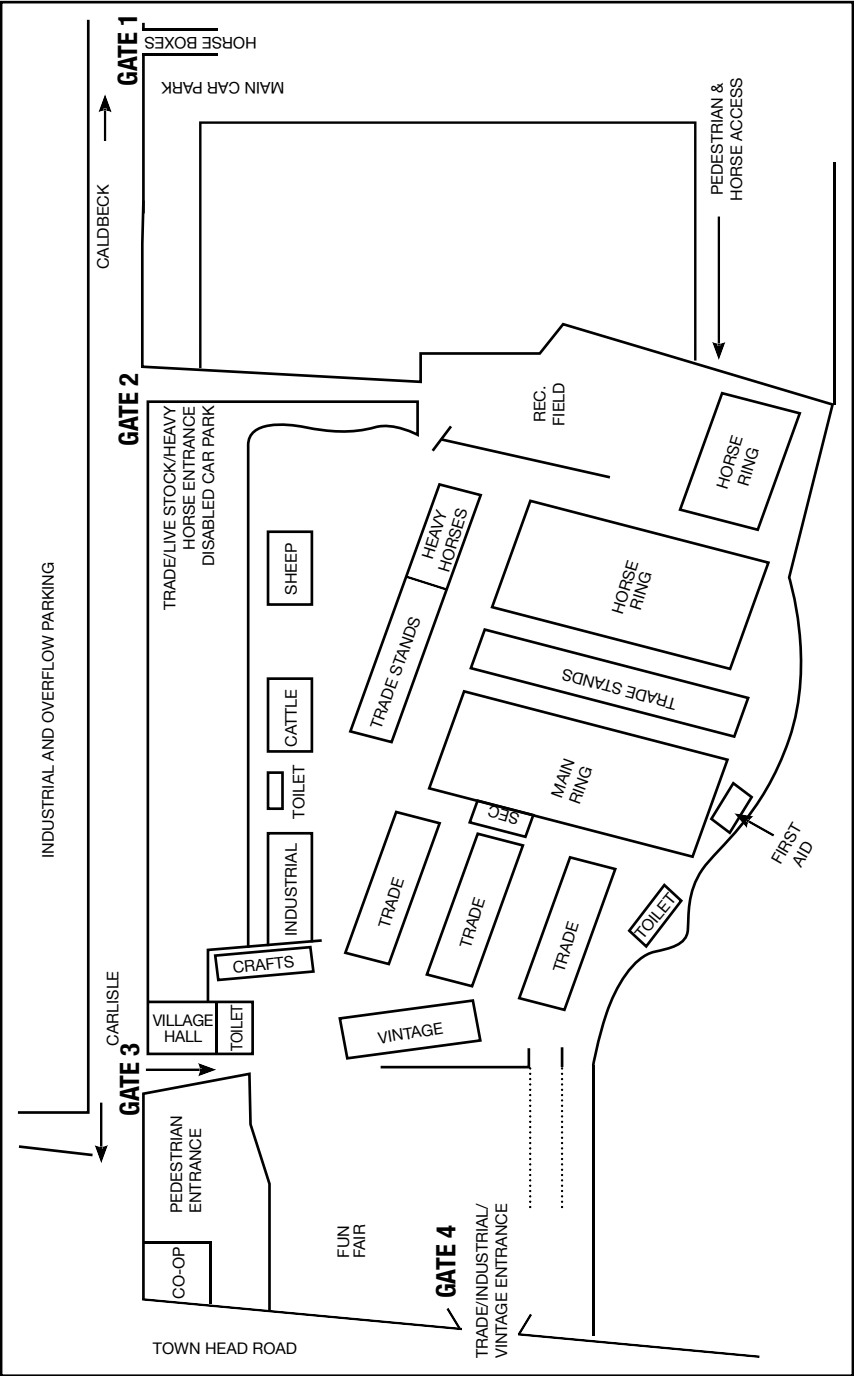 INDUSTRIAL AND OVERFLOW PARKING
CARLISLE
CALDBECK
TOWN HEAD ROAD
CO-OP
PEDESTRIAN
ENTRANCE
GATE 3
VILLAGE
HALL
TOILET
TRADE/LIVE STOCK/HEAVY
HORSE ENTRANCE
DISABLED CAR PARK
GATE 2
GATE 1
HORSE BOXES
MAIN CAR PARK
CRAFTS
INDUSTRIAL
TOILET
CATTLE
SHEEP
FUN
FAIR
VINTAGE
TRADE
TRADE STANDS
HEAVY
HORSES
REC.
FIELD
GATE 4
TRADE/INDUSTRIAL/
VINTAGE ENTRANCE
TRADE
SEC
MAIN
RING
TRADE STANDS
HORSE
RING
TRADE
TOILET
FIRST
AID
HORSE
RING
PEDESTRIAN &
HORSE ACCESS